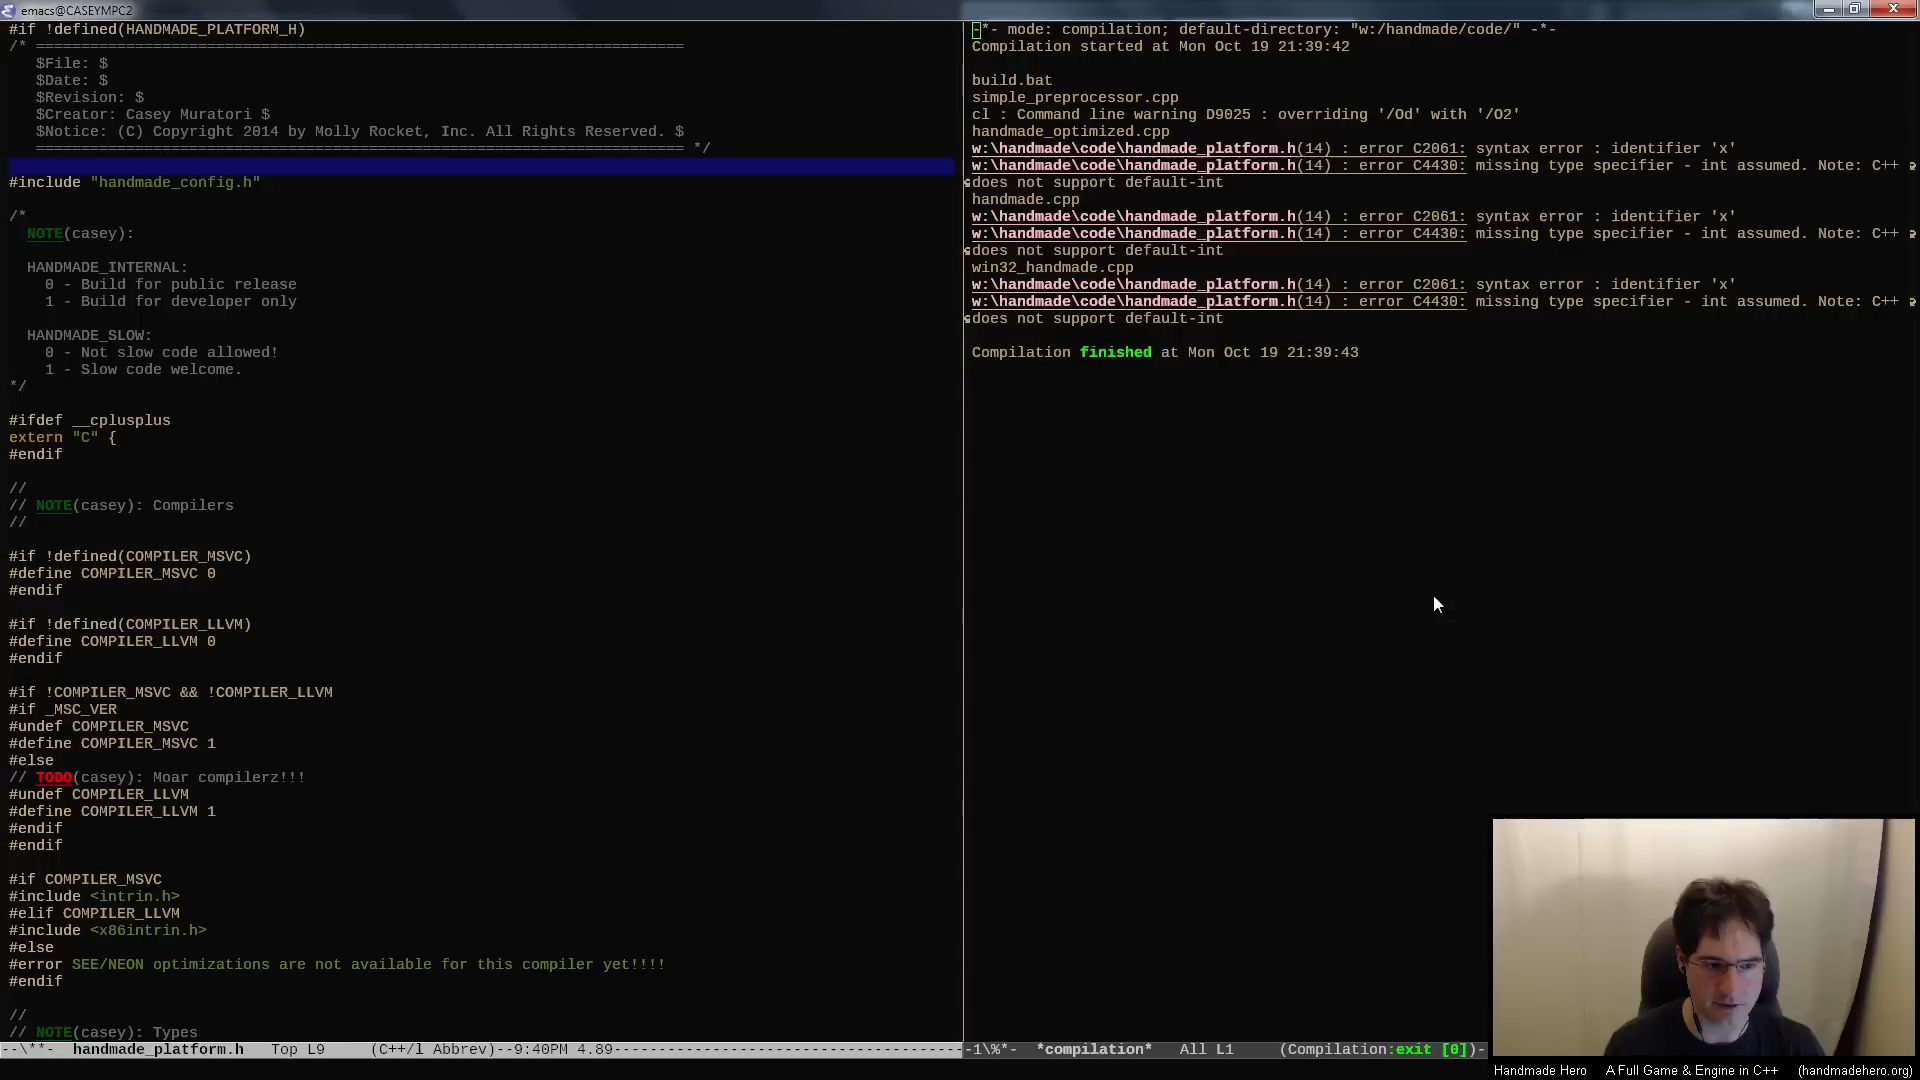 emacs@CASEYMPC2
#if !defined(HANDMADE_PLATFORM_H)
/* ========================================================================
$File: $
$Date: $
$Revision: $
$Creator: Casey Muratori $
$Notice: (C) Copyright 2014 by Molly Rocket, Inc. All Rights Reserved. $
======================================================================== */
#include "handmade_config.h"
/*
NOTE(casey):
HANDMADE_INTERNAL:
0 - Build for public release
1 - Build for developer only
HANDMADE_SLOW:
0 - Not slow code allowed!
1 - Slow code welcome.
*/
#ifdef __cplusplus
extern "C" {
#endif
//
// NOTE(casey): Compilers
//
#if !defined(COMPILER_MSVC)
#define COMPILER_MSVC 0
#endif
#if !defined(COMPILER_LLVM)
#define COMPILER_LLVM 0
#endif
#if !COMPILER_MSVC && !COMPILER_LLVM
#if _MSC_VER
#undef COMPILER_MSVC
#define COMPILER_MSVC 1
#else
// TODO(casey): Moar compilerz!!!
#undef COMPILER_LLVM
#define COMPILER_LLVM 1
#endif
#endif
#if COMPILER_MSVC
#include <intrin.h>
#elif COMPILER_LLVM
#include <x86intrin.h>
#else
#error SEE/NEON optimizations are not available for this compiler yet!!!!
#endif
//
// NOTE(casey): Types
--\**-  handmade_platform.h   Top L9    (C++/l Abbrev)--9:40PM 4.89
-*- mode: compilation; default-directory: "w:/handmade/code/" -*-
Compilation started at Mon Oct 19 21:39:42
build.bat
simple_preprocessor.cpp
cl : Command line warning D9025 : overriding '/Od' with '/O2'
handmade_optimized.cpp
w:\handmade\code\handmade_platform.h(14) : error C2061: syntax error : identifier 'x'
w:\handmade\code\handmade_platform.h(14) : error C4430: missing type specifier - int assumed. Note: C++
does not support default-int
handmade.cpp
w:\handmade\code\handmade_platform.h(14) : error C2061: syntax error : identifier 'x'
w:\handmade\code\handmade_platform.h(14) : error C4430: missing type specifier - int assumed. Note: C++
does not support default-int
win32_handmade.cpp
w:\handmade\code\handmade_platform.h(14) : error C2061: syntax error : identifier 'x'
w:\handmade\code\handmade_platform.h(14) : error C4430: missing type specifier - int assumed. Note: C++
does not support default-int
Compilation finished at Mon Oct 19 21:39:43
-1\%*-  *compilation*   All L1     (Compilation:exit [0])-
Handmade Hero    A Full Game & Engine in C++    (handmadehero.org)